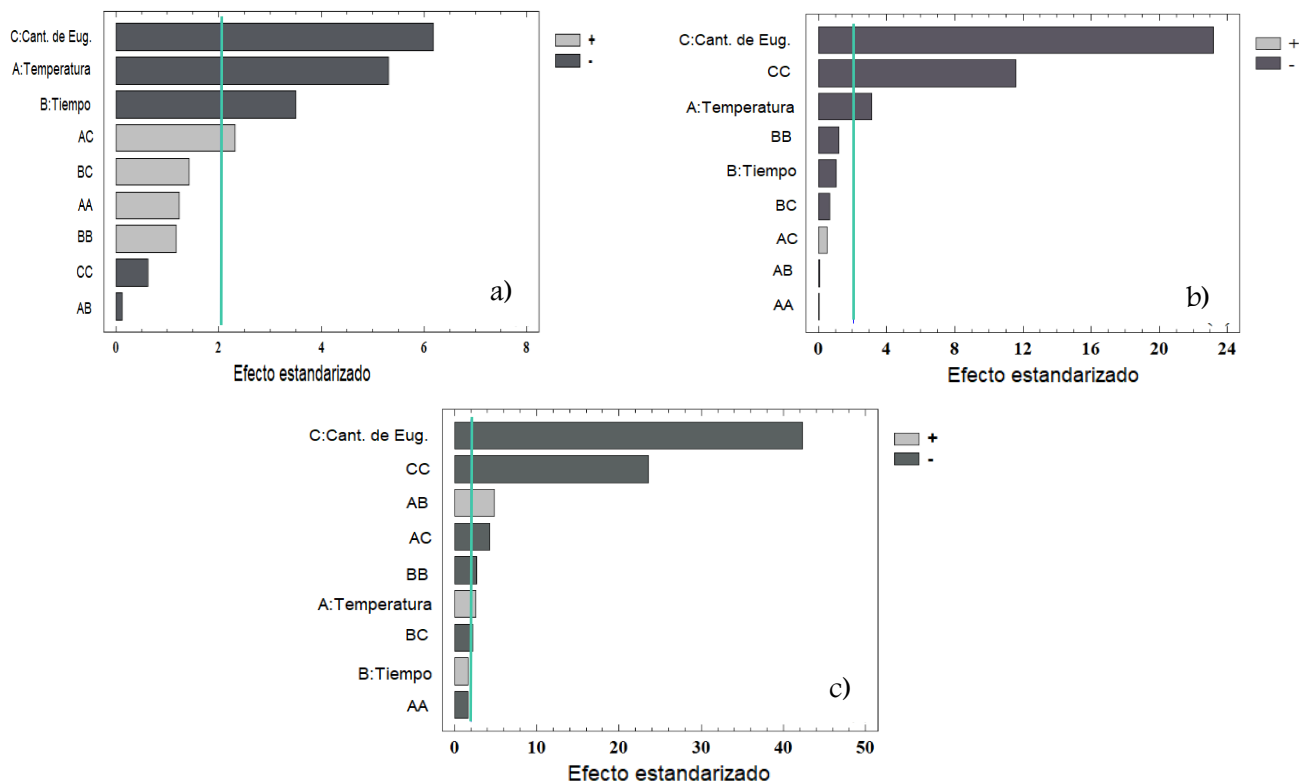 C:Cant. de Eug.
A:Temperatura
B:Tiempo
AC
BC
AA
BB
CC
AB
+
-
a)
0 2 4 6 8
Efecto estandarizado
C:Cant. de Eug.
CC
A:Temperatura
BB
B:Tiempo
BC
AC
AB
AA
+
-
b)
0 4 8 12 16 20 24
Efecto estandarizado
C:Cant. de Eug.
CC
AB
AC
BB
A:Temperatura
BC
B:Tiempo
AA
+
-
c)
0 10 20 30 40 50
Efecto estandarizado